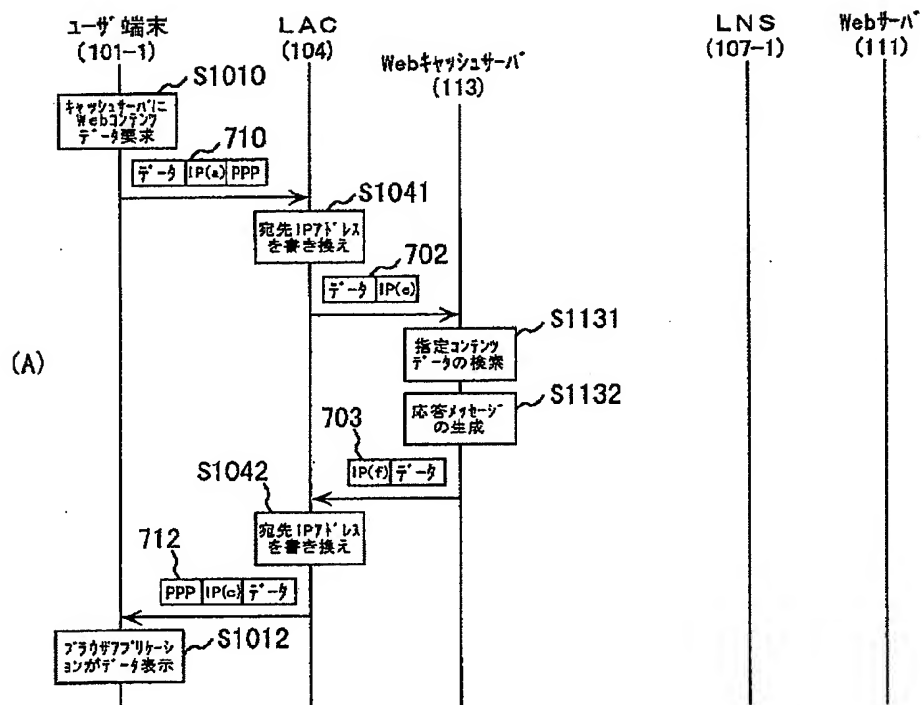 ユーザ端末
(101-1)
LAC
(104)
Webキャッシュサーバ
(113)
LNS
(107-1)
Webサーバ
(111)
S1010
キャッシュサーバに
Webコンテンツ
データ要求
710
データ IP(a) PPP
S1041
宛先IPアドレス
を書き換え
702
データ IP(e)
S1131
指定コンテンツ
データの検索
(A)
S1132
応答メッセージ
の生成
703
IP(f) データ
S1042
宛先IPアドレス
を書き換え
712
PPP IP(c) データ
S1012
ブラウザアプリケーシ
ョンがデータ表示